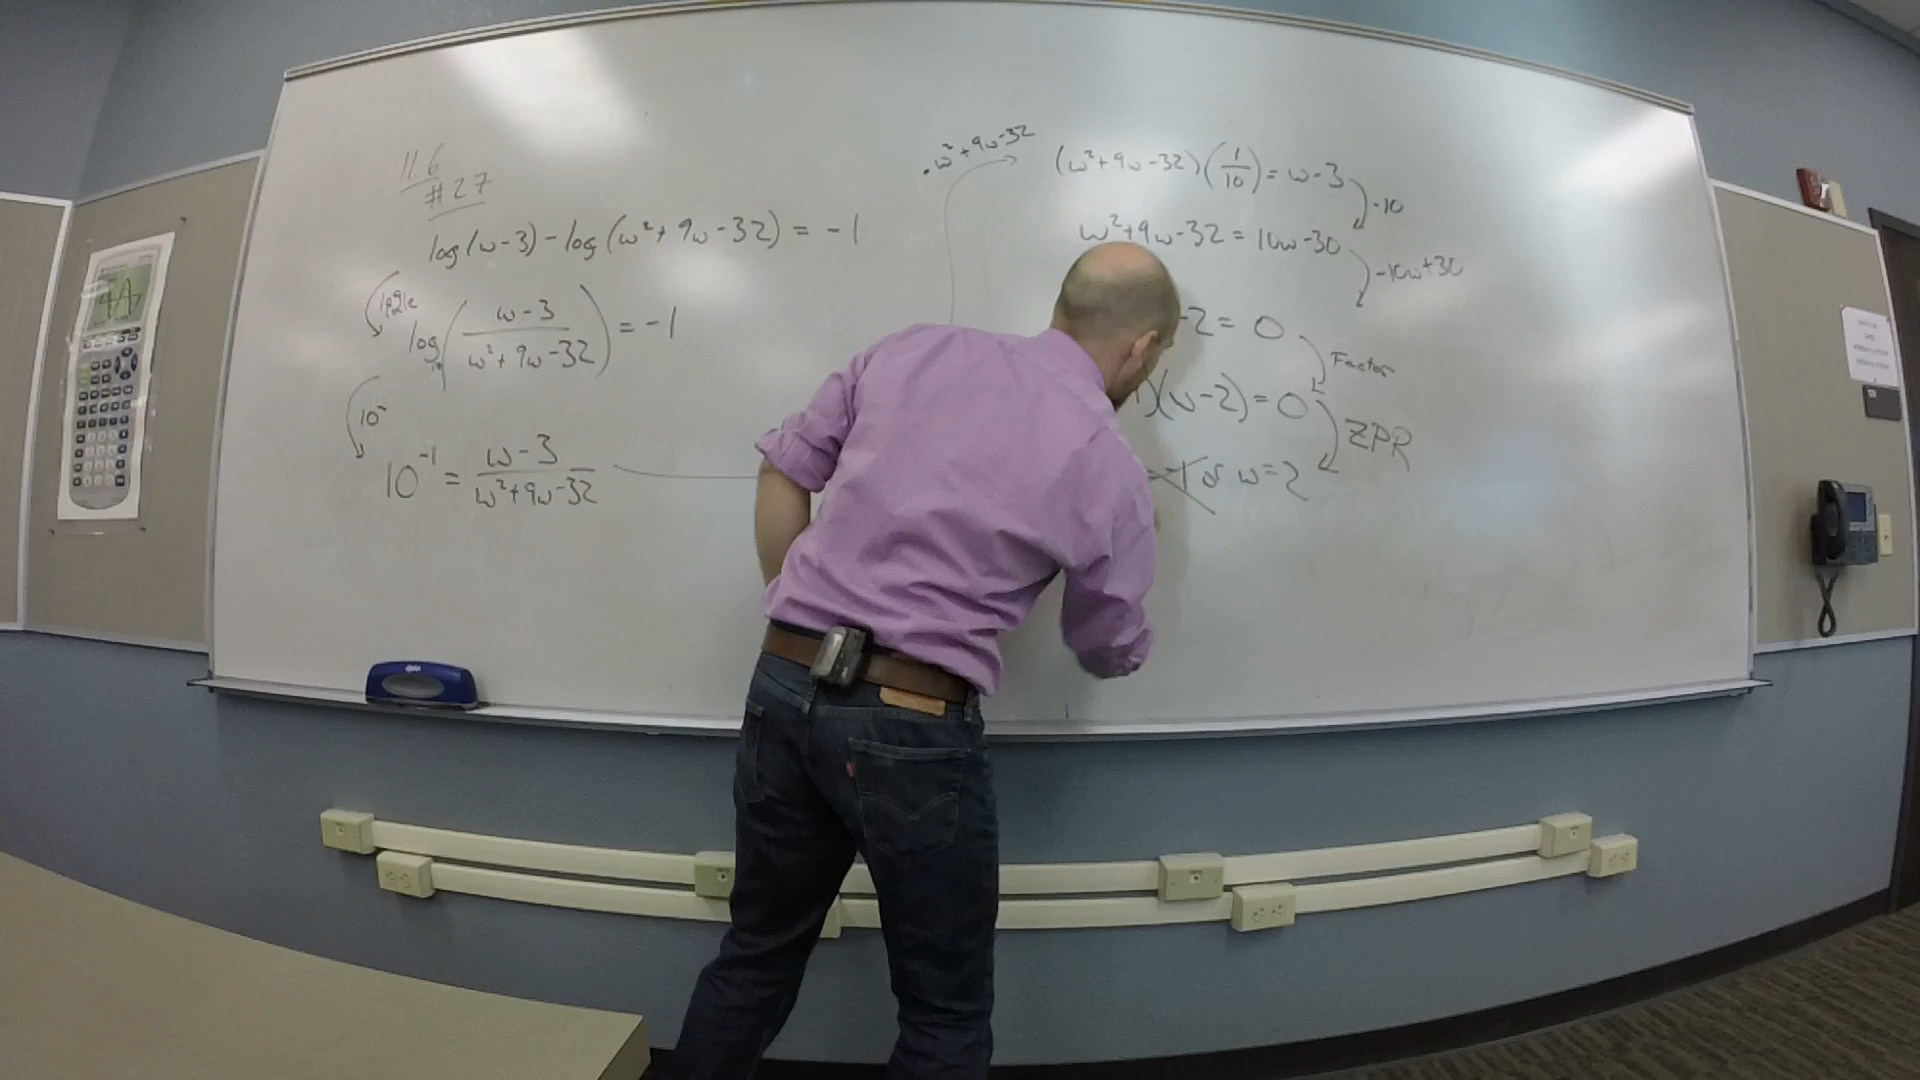 11.6
#27
log(w-3) - log(w²+9w-32) = -1
log₁₀((w-3)/(w²+9w-32)) = -1
10^
10⁻¹ = (w-3)/(w²+9w-32)
·w²+9w-32
(w²+9w-32)(1/10) = w-3
·10
w²+9w-32 = 10w-30
-10w+30
-2 = 0
Factor
)(w-2) = 0
ZPR
-1 or w=2